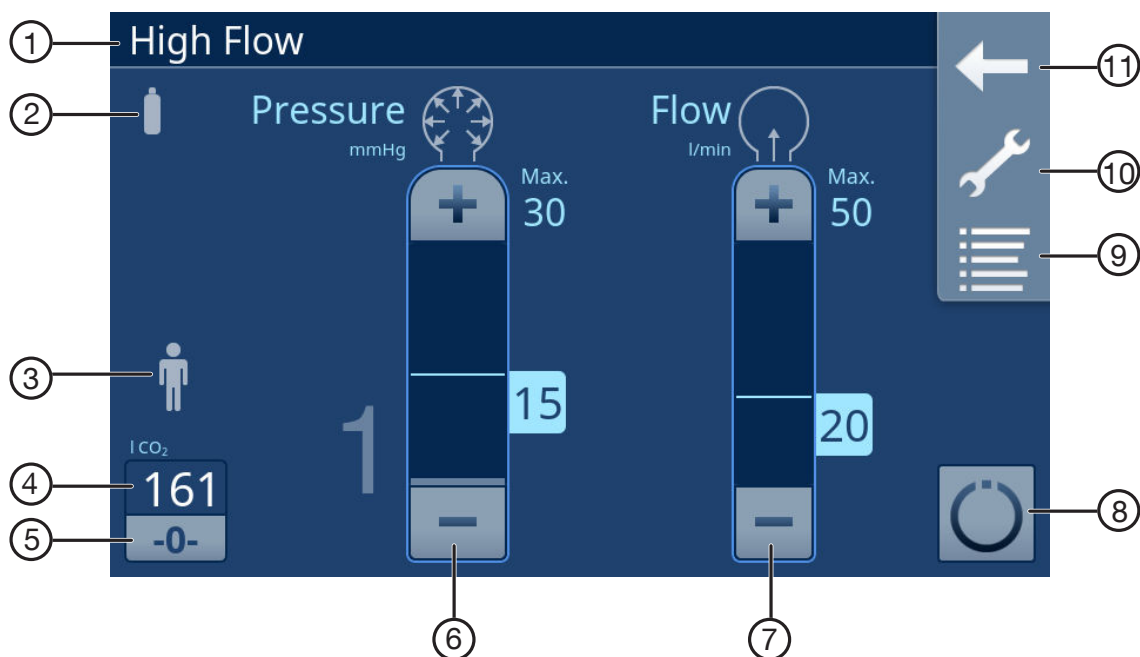 1
High Flow
11
2
Pressure
mmHg
Flow
l/min
10
+
Max.
30
+
Max.
50
9
3
15
20
1
l CO₂
4
161
5
-0-
−
−
8
6
7